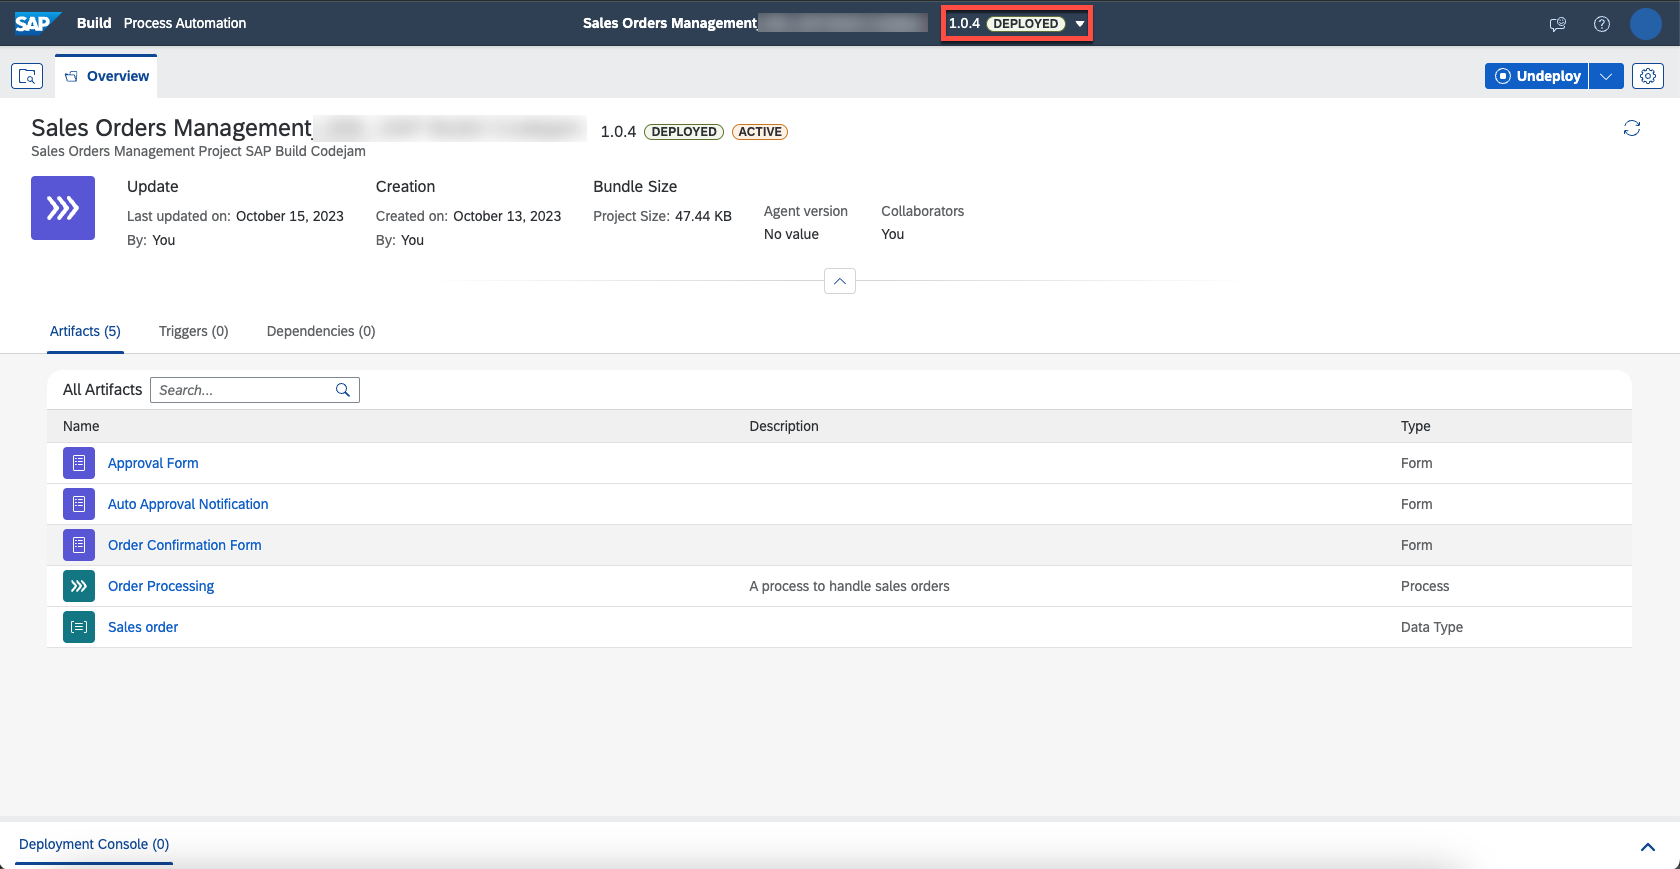 SAP Build Process Automation Sales Orders Management 1.0.4 DEPLOYED
Overview Undeploy
Sales Orders Management 1.0.4 DEPLOYED ACTIVE
Sales Orders Management Project SAP Build Codejam
Update Creation Bundle Size
Last updated on: October 15, 2023 Created on: October 13, 2023 Project Size: 47.44 KB Agent version Collaborators
By: You By: You No value You
Artifacts (5) Triggers (0) Dependencies (0)
All Artifacts Search...
Name Description Type
Approval Form Form
Auto Approval Notification Form
Order Confirmation Form Form
Order Processing A process to handle sales orders Process
Sales order Data Type
Deployment Console (0)